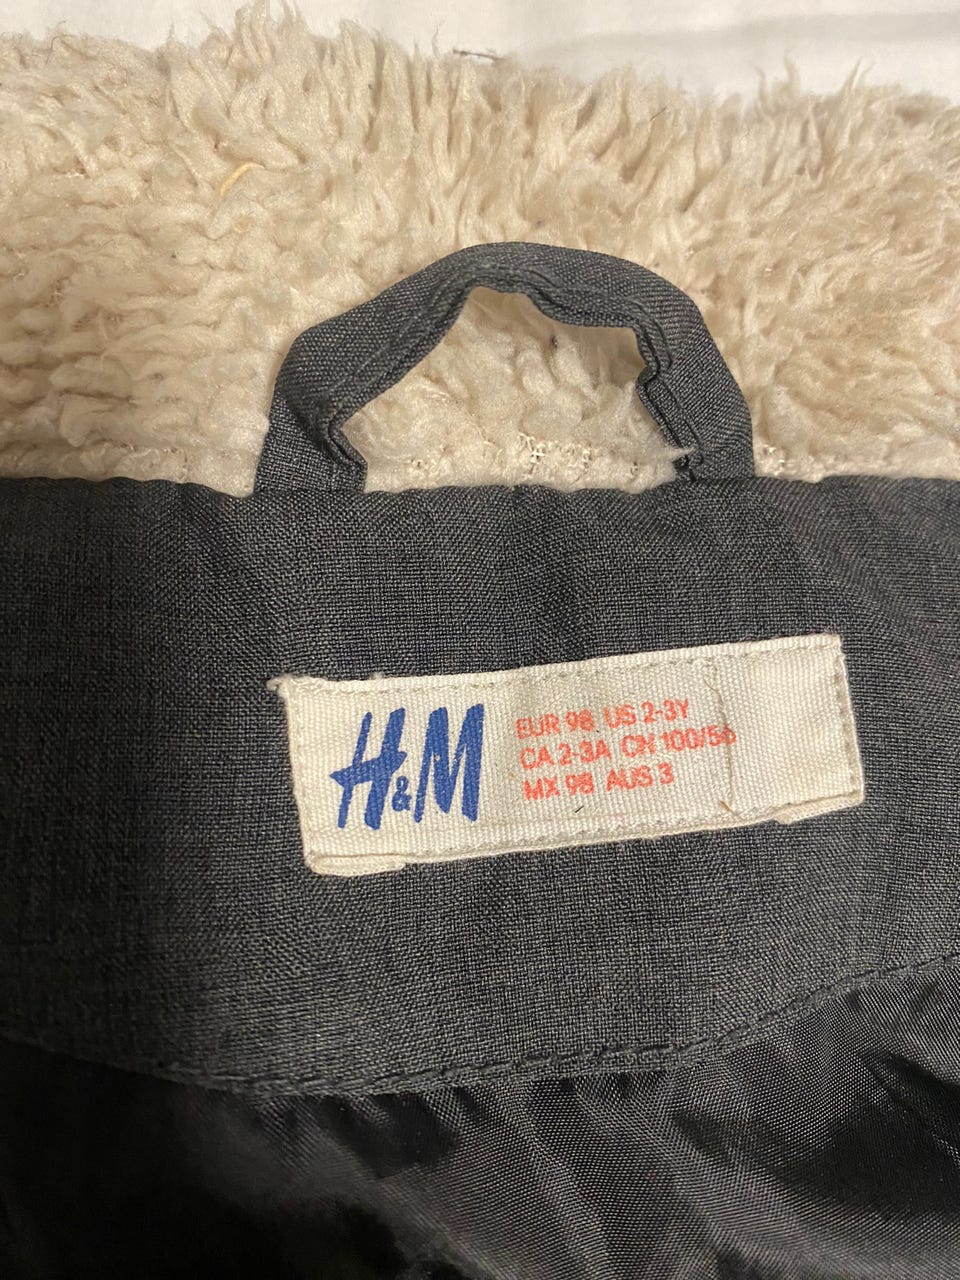 H&M
EUR 98 US 2-3Y
CA 2-3A CN 100/56
MX 98 AUS 3